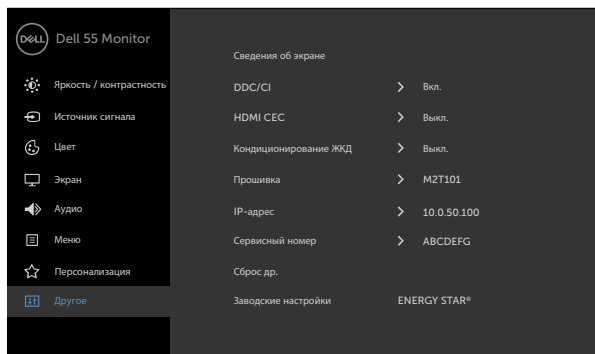 DELL Dell 55 Monitor
Яркость / контрастность
Источник сигнала
Цвет
Экран
Аудио
Меню
Персонализация
Другое
Сведения об экране
DDC/CI Вкл.
HDMI CEC Выкл.
Кондиционирование ЖКД Выкл.
Прошивка M2T101
IP-адрес 10.0.50.100
Сервисный номер ABCDEFG
Сброс др.
Заводские настройки ENERGY STAR®